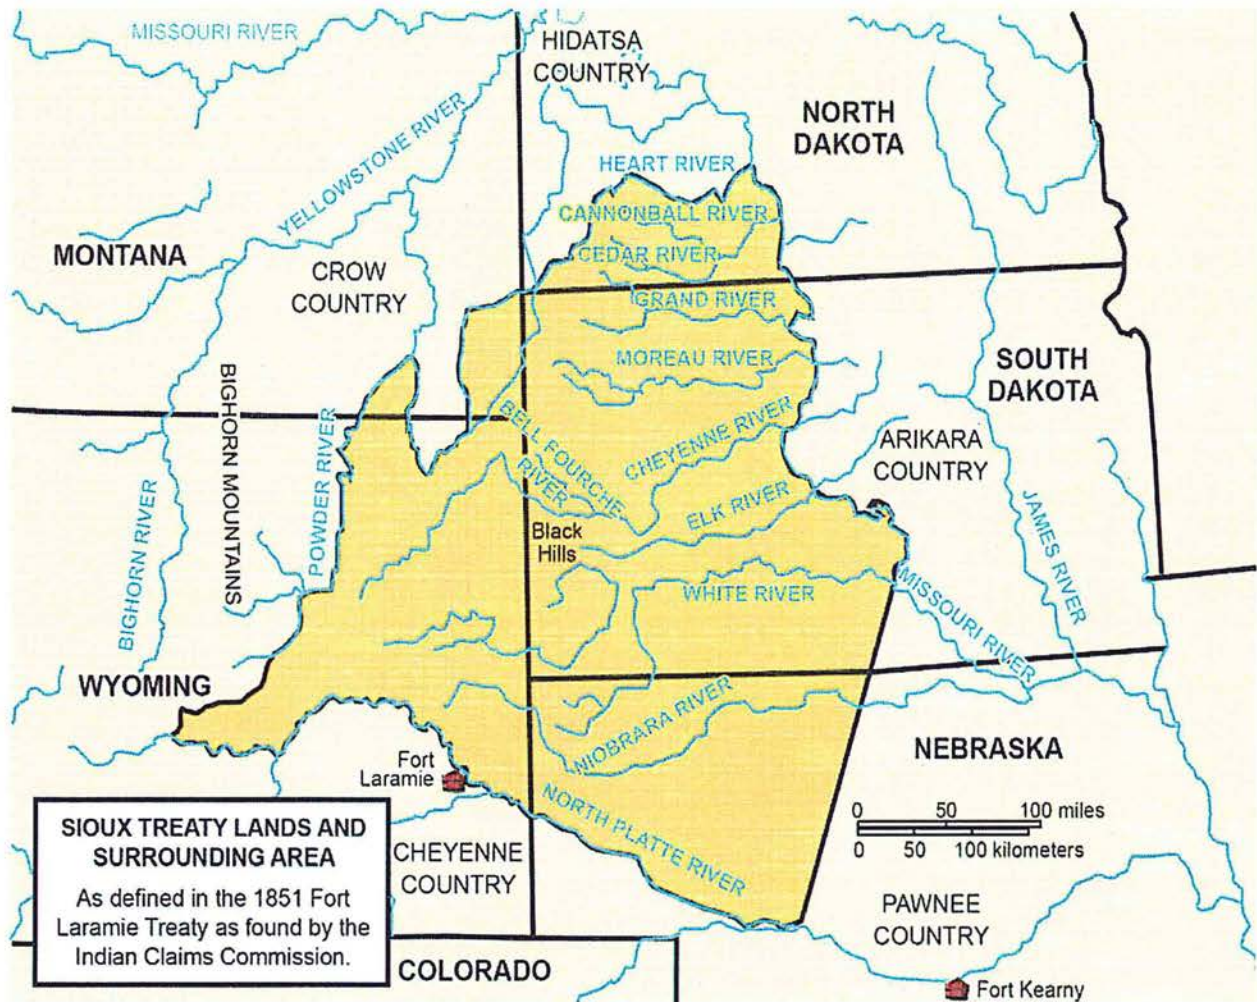 MISSOURI RIVER
HIDATSA
COUNTRY
NORTH
DAKOTA
YELLOWSTONE RIVER
HEART RIVER
CANNONBALL RIVER
CEDAR RIVER
MONTANA
CROW
COUNTRY
GRAND RIVER
MOREAU RIVER
SOUTH
DAKOTA
BIGHORN MOUNTAINS
POWDER RIVER
BELL FOURCHE
RIVER
CHEYENNE RIVER
ARIKARA
COUNTRY
ELK RIVER
JAMES RIVER
BIGHORN RIVER
Black
Hills
WHITE RIVER
MISSOURI RIVER
WYOMING
NIOBRARA RIVER
NEBRASKA
Fort
Laramie
NORTH PLATTE RIVER
0 50 100 miles
0 50 100 kilometers
SIOUX TREATY LANDS AND
SURROUNDING AREA
As defined in the 1851 Fort
Laramie Treaty as found by the
Indian Claims Commission.
CHEYENNE
COUNTRY
PAWNEE
COUNTRY
COLORADO
Fort Kearny